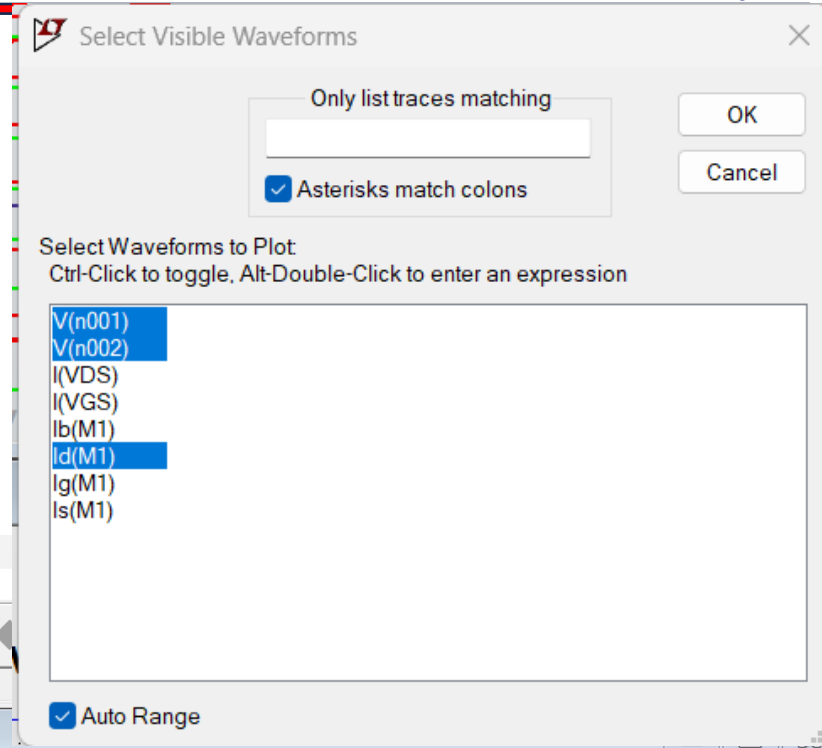 Select Visible Waveforms
Only list traces matching
OK
Asterisks match colons
Cancel
Select Waveforms to Plot:
Ctrl-Click to toggle, Alt-Double-Click to enter an expression
V(n001)
V(n002)
I(VDS)
I(VGS)
Ib(M1)
Id(M1)
Ig(M1)
Is(M1)
Auto Range